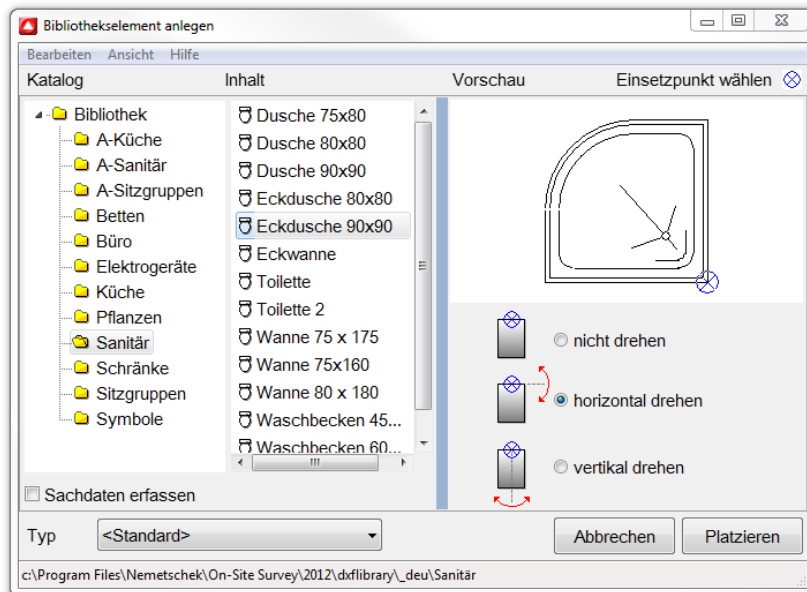 Bibliothekselement anlegen
Bearbeiten Ansicht Hilfe
Katalog
Inhalt
Vorschau
Einsetzpunkt wählen
Bibliothek
A-Küche
A-Sanitär
A-Sitzgruppen
Betten
Büro
Elektrogeräte
Küche
Pflanzen
Sanitär
Schränke
Sitzgruppen
Symbole
Dusche 75x80
Dusche 80x80
Dusche 90x90
Eckdusche 80x80
Eckdusche 90x90
Eckwanne
Toilette
Toilette 2
Wanne 75 x 175
Wanne 75x160
Wanne 80 x 180
Waschbecken 45...
Waschbecken 60...
nicht drehen
horizontal drehen
vertikal drehen
Sachdaten erfassen
Typ
<Standard>
Abbrechen
Platzieren
c:\Program Files\Nemetschek\On-Site Survey\2012\dxflibrary\_deu\Sanitär